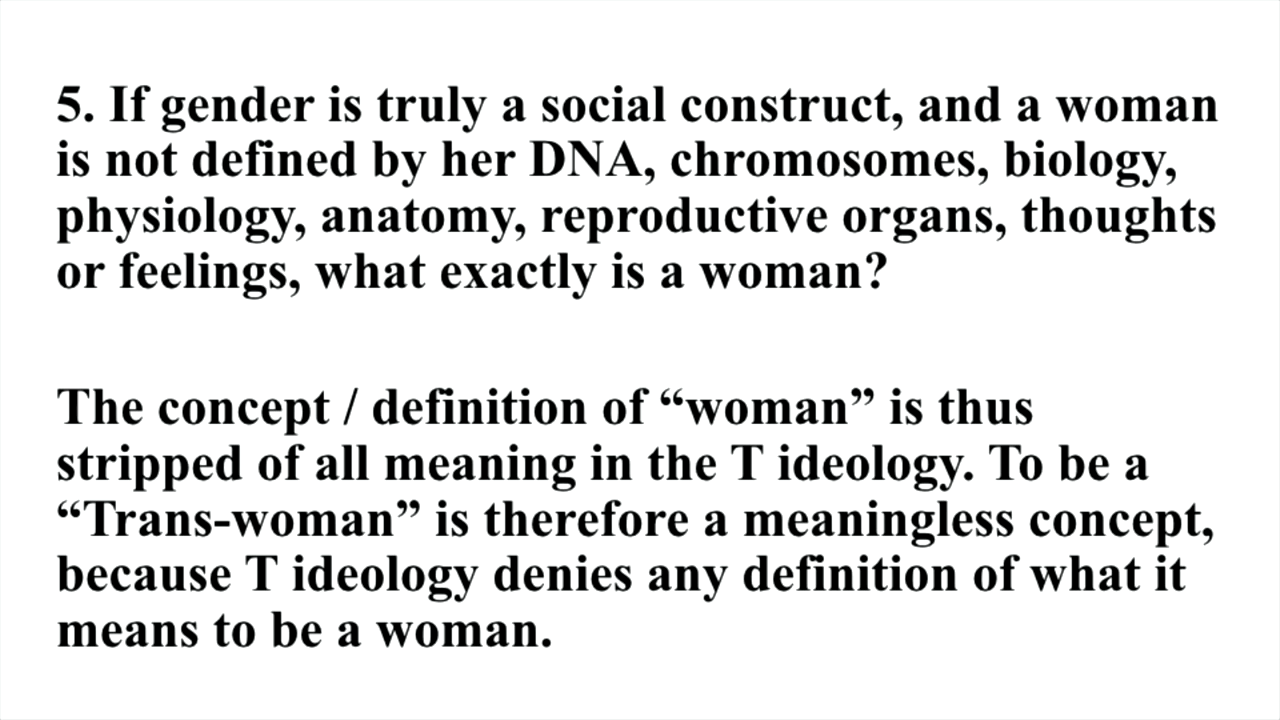 5. If gender is truly a social construct, and a woman
is not defined by her DNA, chromosomes, biology,
physiology, anatomy, reproductive organs, thoughts
or feelings, what exactly is a woman?
The concept / definition of “woman” is thus
stripped of all meaning in the T ideology. To be a
“Trans-woman” is therefore a meaningless concept,
because T ideology denies any definition of what it
means to be a woman.